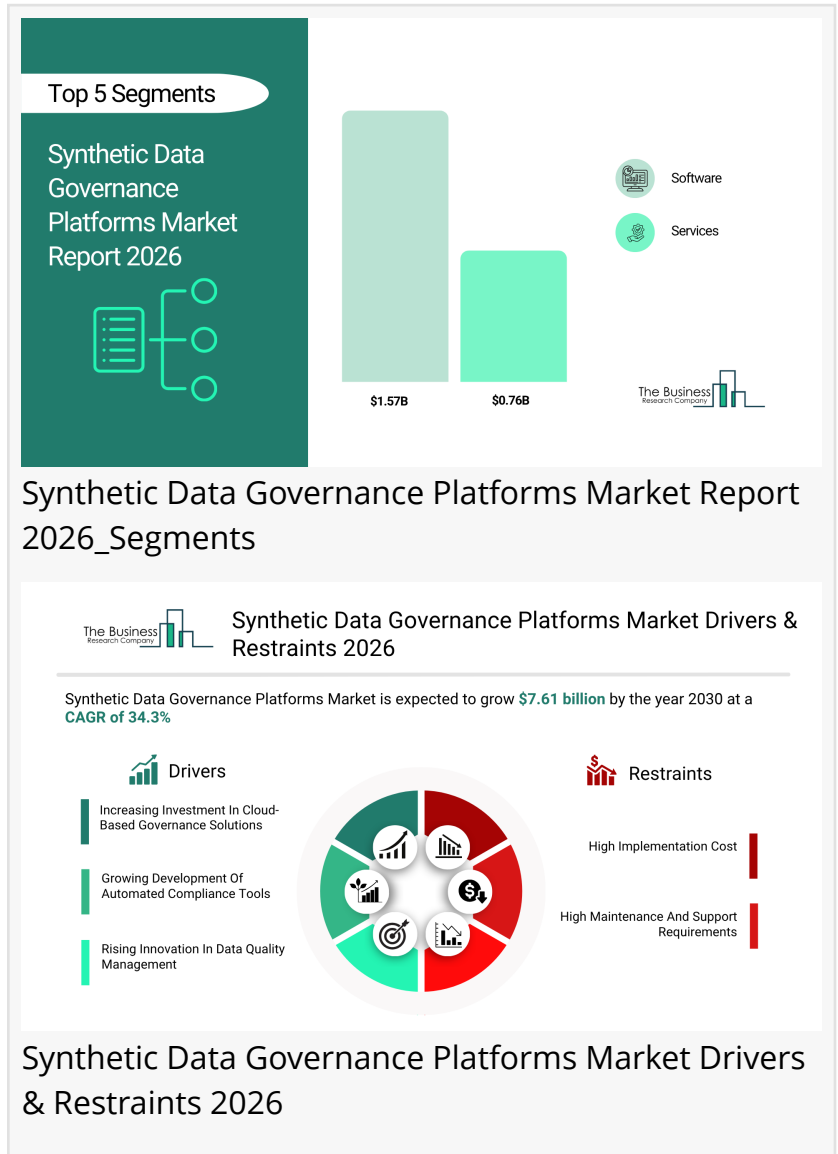 Top 5 Segments
Synthetic Data
Governance
Platforms Market
Report 2026
Software
Services
$1.57B
$0.76B
The Business
Research Company
Synthetic Data Governance Platforms Market Report
2026_Segments
The Business
Research Company
Synthetic Data Governance Platforms Market Drivers &
Restraints 2026
Synthetic Data Governance Platforms Market is expected to grow $7.61 billion by the year 2030 at a
CAGR of 34.3%
Drivers
Increasing Investment In Cloud-
Based Governance Solutions
Growing Development Of
Automated Compliance Tools
Rising Innovation In Data Quality
Management
Restraints
High Implementation Cost
High Maintenance And Support
Requirements
Synthetic Data Governance Platforms Market Drivers
& Restraints 2026